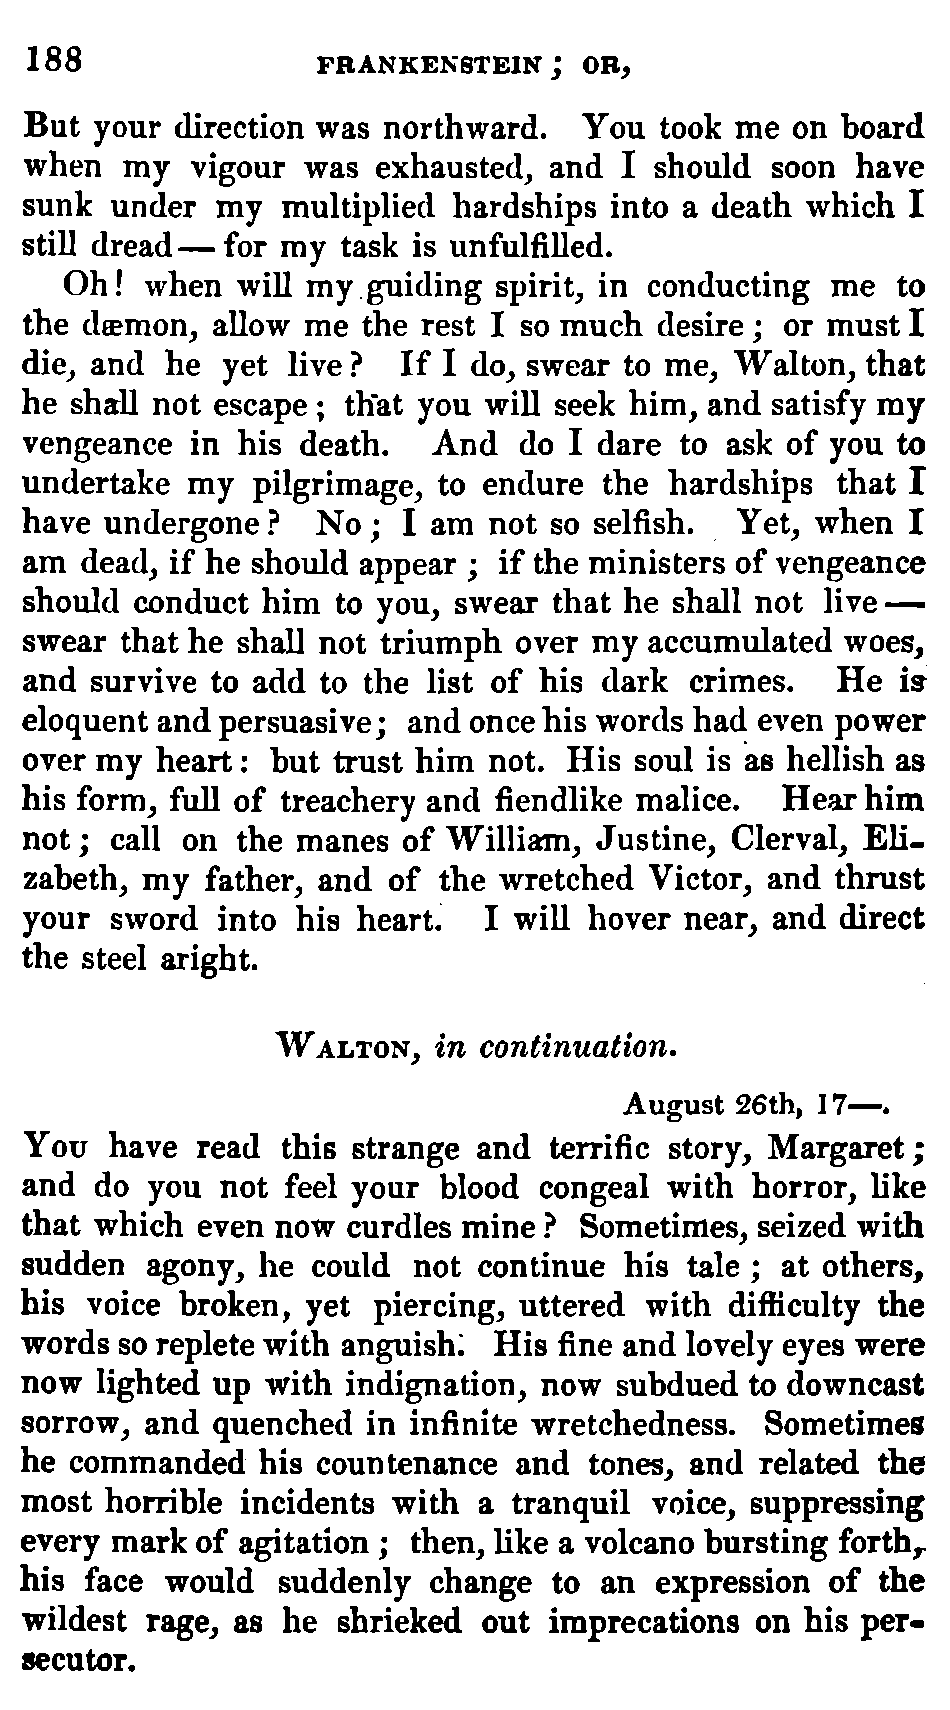 188 FRANKENSTEIN; OR,
But your direction was northward. You took me on board
when my vigour was exhausted, and I should soon have
sunk under my multiplied hardships into a death which I
still dread — for my task is unfulfilled.
Oh! when will my guiding spirit, in conducting me to
the dæmon, allow me the rest I so much desire; or must I
die, and he yet live? If I do, swear to me, Walton, that
he shall not escape; that you will seek him, and satisfy my
vengeance in his death. And do I dare to ask of you to
undertake my pilgrimage, to endure the hardships that I
have undergone? No; I am not so selfish. Yet, when I
am dead, if he should appear; if the ministers of vengeance
should conduct him to you, swear that he shall not live —
swear that he shall not triumph over my accumulated woes,
and survive to add to the list of his dark crimes. He is
eloquent and persuasive; and once his words had even power
over my heart: but trust him not. His soul is as hellish as
his form, full of treachery and fiendlike malice. Hear him
not; call on the manes of William, Justine, Clerval, Eli-
zabeth, my father, and of the wretched Victor, and thrust
your sword into his heart. I will hover near, and direct
the steel aright.
WALTON, in continuation.
August 26th, 17—.
YOU have read this strange and terrific story, Margaret;
and do you not feel your blood congeal with horror, like
that which even now curdles mine? Sometimes, seized with
sudden agony, he could not continue his tale; at others,
his voice broken, yet piercing, uttered with difficulty the
words so replete with anguish. His fine and lovely eyes were
now lighted up with indignation, now subdued to downcast
sorrow, and quenched in infinite wretchedness. Sometimes
he commanded his countenance and tones, and related the
most horrible incidents with a tranquil voice, suppressing
every mark of agitation; then, like a volcano bursting forth,
his face would suddenly change to an expression of the
wildest rage, as he shrieked out imprecations on his per-
secutor.